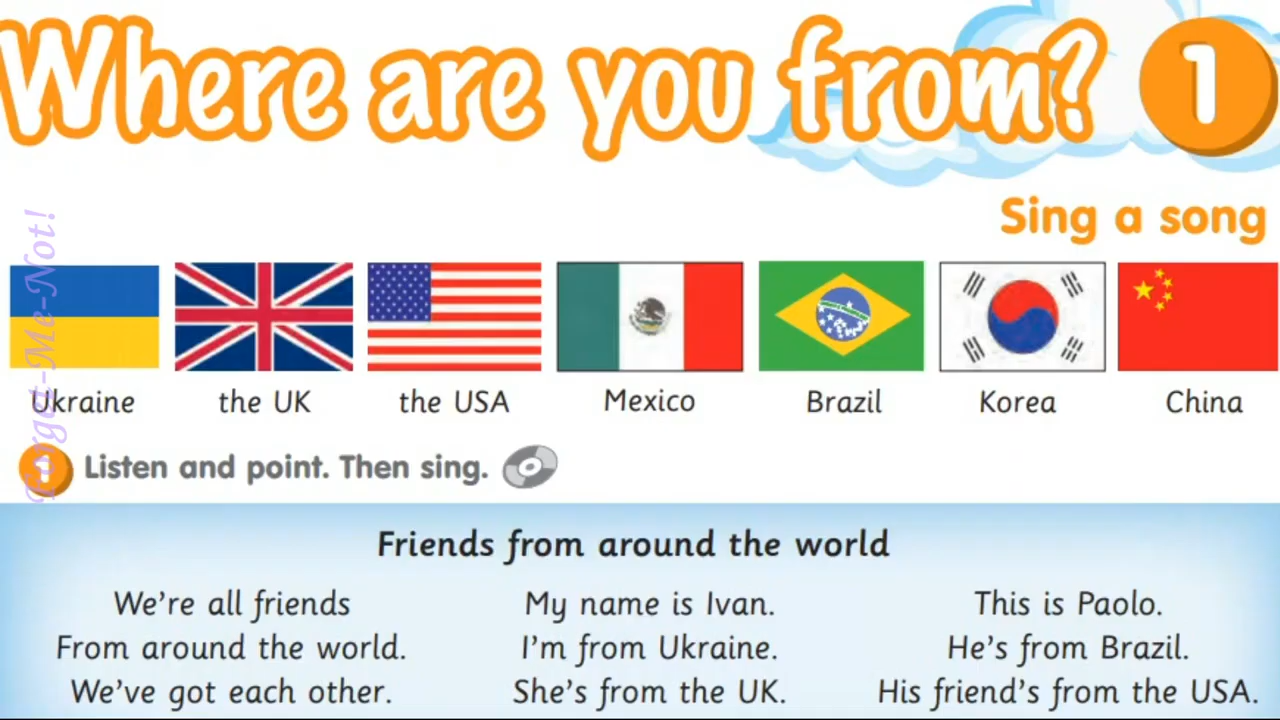 Where are you from? 1
Sing a song
Forget-Me-Not!
Ukraine the UK the USA Mexico Brazil Korea China
1 Listen and point. Then sing.
Friends from around the world
We're all friends
From around the world.
We've got each other.
My name is Ivan.
I'm from Ukraine.
She's from the UK.
This is Paolo.
He's from Brazil.
His friend's from the USA.